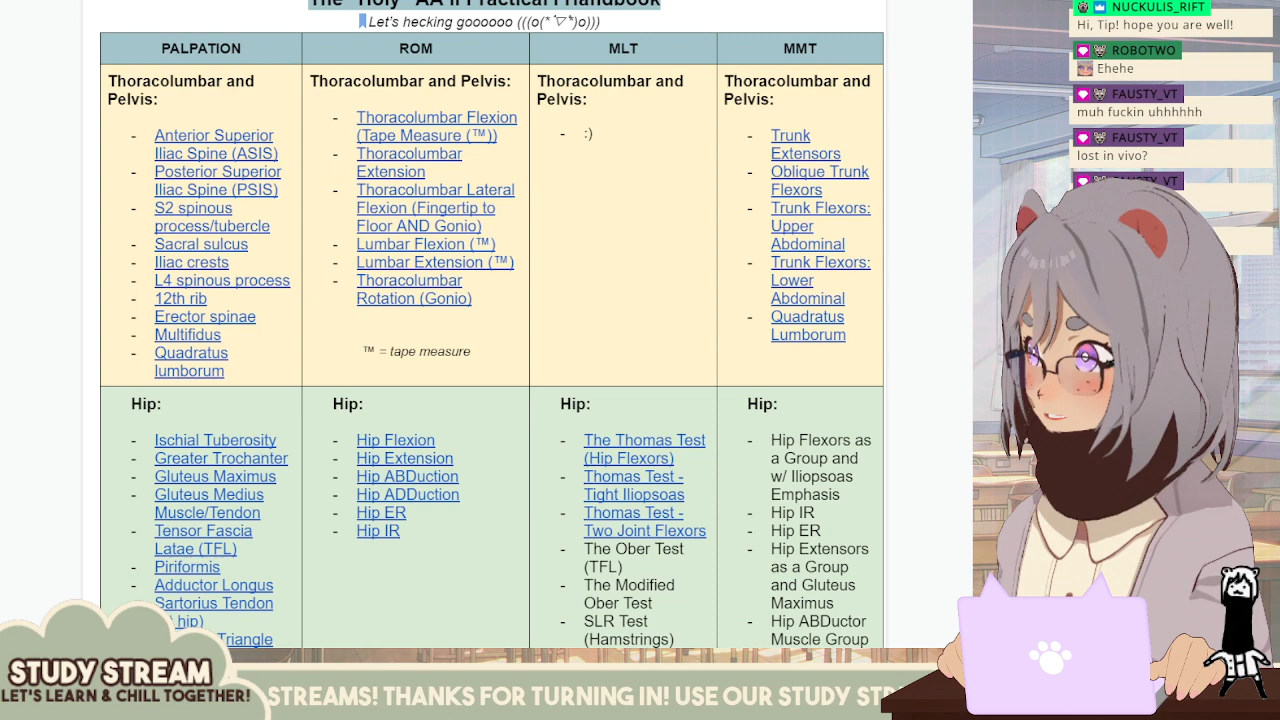 The "Holy" AA II Practical Handbook
Let's hecking goooooo (((o(*ﾟ▽ﾟ*)o)))
PALPATION
ROM
MLT
MMT
Thoracolumbar and
Pelvis:
- Anterior Superior
Iliac Spine (ASIS)
- Posterior Superior
Iliac Spine (PSIS)
- S2 spinous
process/tubercle
- Sacral sulcus
- Iliac crests
- L4 spinous process
- 12th rib
- Erector spinae
- Multifidus
- Quadratus
lumborum
Thoracolumbar and Pelvis:
- Thoracolumbar Flexion
(Tape Measure (™))
- Thoracolumbar
Extension
- Thoracolumbar Lateral
Flexion (Fingertip to
Floor AND Gonio)
- Lumbar Flexion (™)
- Lumbar Extension (™)
- Thoracolumbar
Rotation (Gonio)
™ = tape measure
Thoracolumbar and
Pelvis:
- :)
Thoracolumbar and
Pelvis:
- Trunk
Extensors
- Oblique Trunk
Flexors
- Trunk Flexors:
Upper
Abdominal
- Trunk Flexors:
Lower
Abdominal
- Quadratus
Lumborum
Hip:
- Ischial Tuberosity
- Greater Trochanter
- Gluteus Maximus
- Gluteus Medius
Muscle/Tendon
- Tensor Fascia
Latae (TFL)
- Piriformis
- Adductor Longus
Sartorius Tendon
hip)
Triangle
Hip:
- Hip Flexion
- Hip Extension
- Hip ABDuction
- Hip ADDuction
- Hip ER
- Hip IR
Hip:
- The Thomas Test
(Hip Flexors)
- Thomas Test -
Tight Iliopsoas
- Thomas Test -
Two Joint Flexors
- The Ober Test
(TFL)
- The Modified
Ober Test
- SLR Test
(Hamstrings)
Hip:
- Hip Flexors as
a Group and
w/ Iliopsoas
Emphasis
- Hip IR
- Hip ER
- Hip Extensors
as a Group
and Gluteus
Maximus
- Hip ABDuctor
Muscle Group
NUCKULIS_RIFT
Hi, Tip! hope you are well!
ROBOTWO
Ehehe
FAUSTY_VT
muh fuckin uhhhhhh
FAUSTY_VT
lost in vivo?
FAUSTY_VT
STUDY STREAM
LET'S LEARN & CHILL TOGETHER!
STREAMS! THANKS FOR TURNING IN! USE OUR STUDY